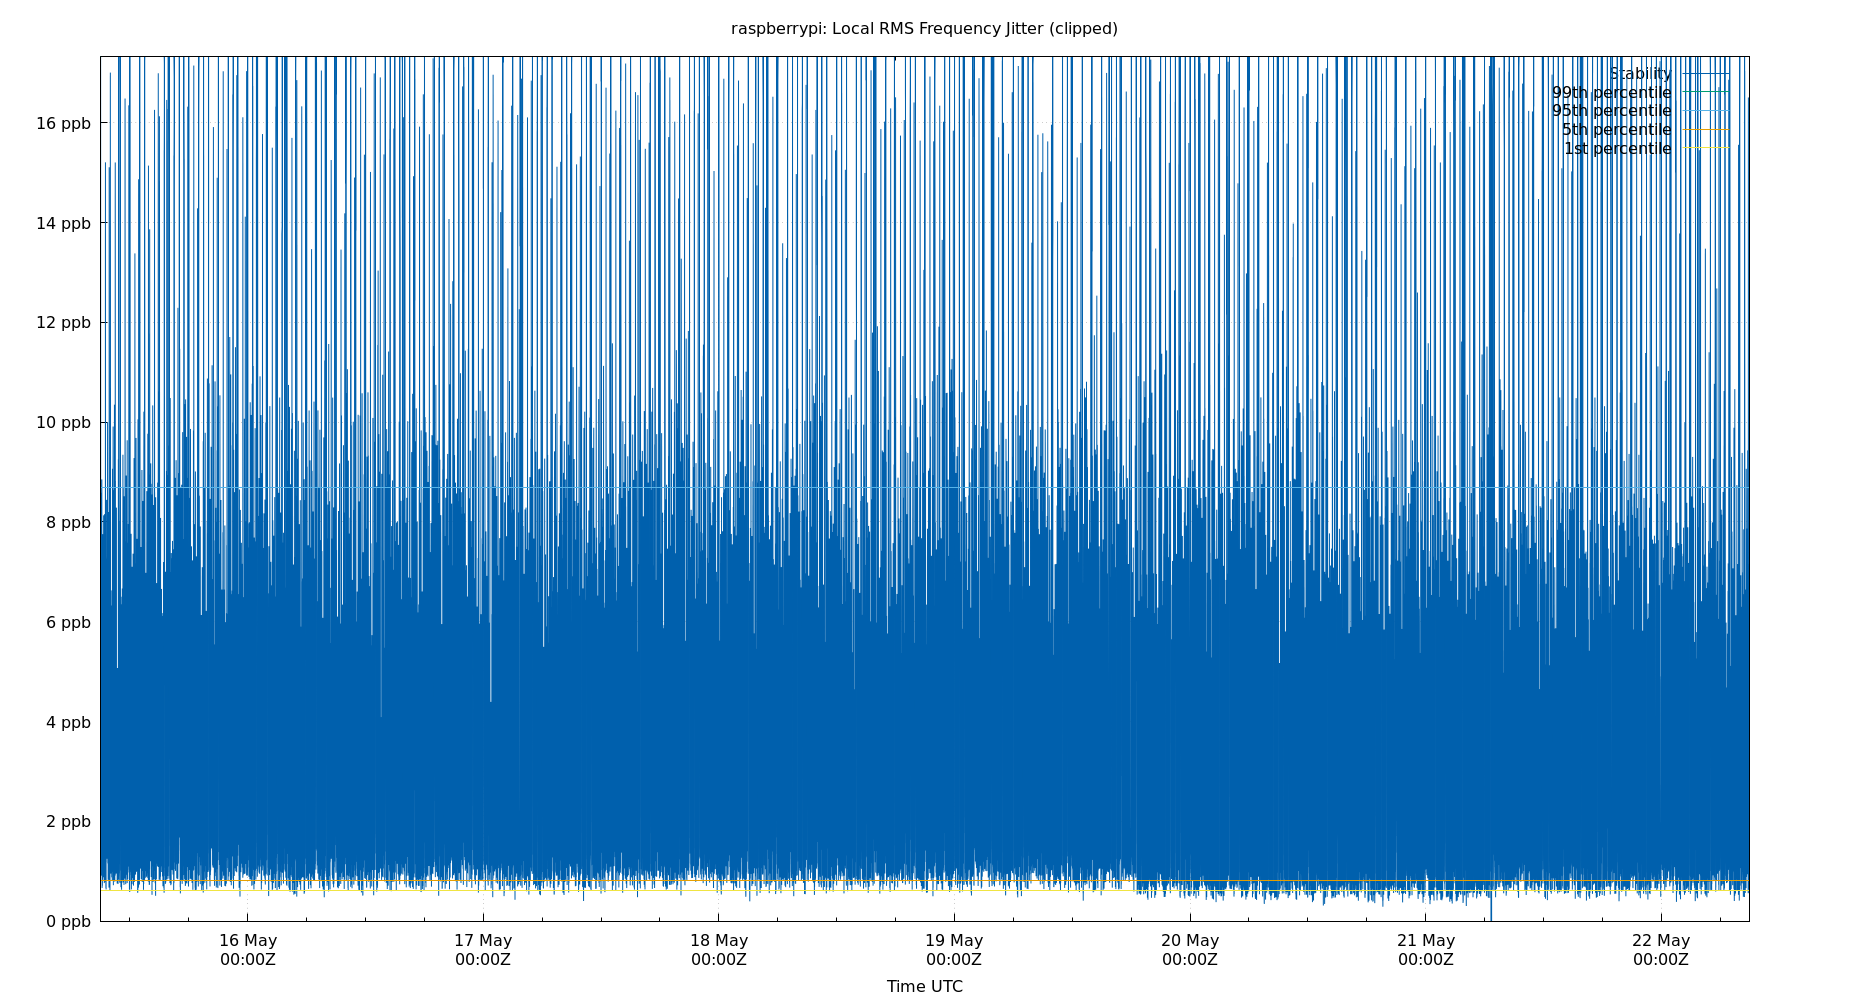 raspberrypi: Local RMS Frequency Jitter (clipped)
Stability
99th percentile
95th percentile
5th percentile
1st percentile
16 ppb
14 ppb
12 ppb
10 ppb
8 ppb
6 ppb
4 ppb
2 ppb
0 ppb
16 May 17 May 18 May 19 May 20 May 21 May 22 May
00:00Z 00:00Z 00:00Z 00:00Z 00:00Z 00:00Z 00:00Z
Time UTC